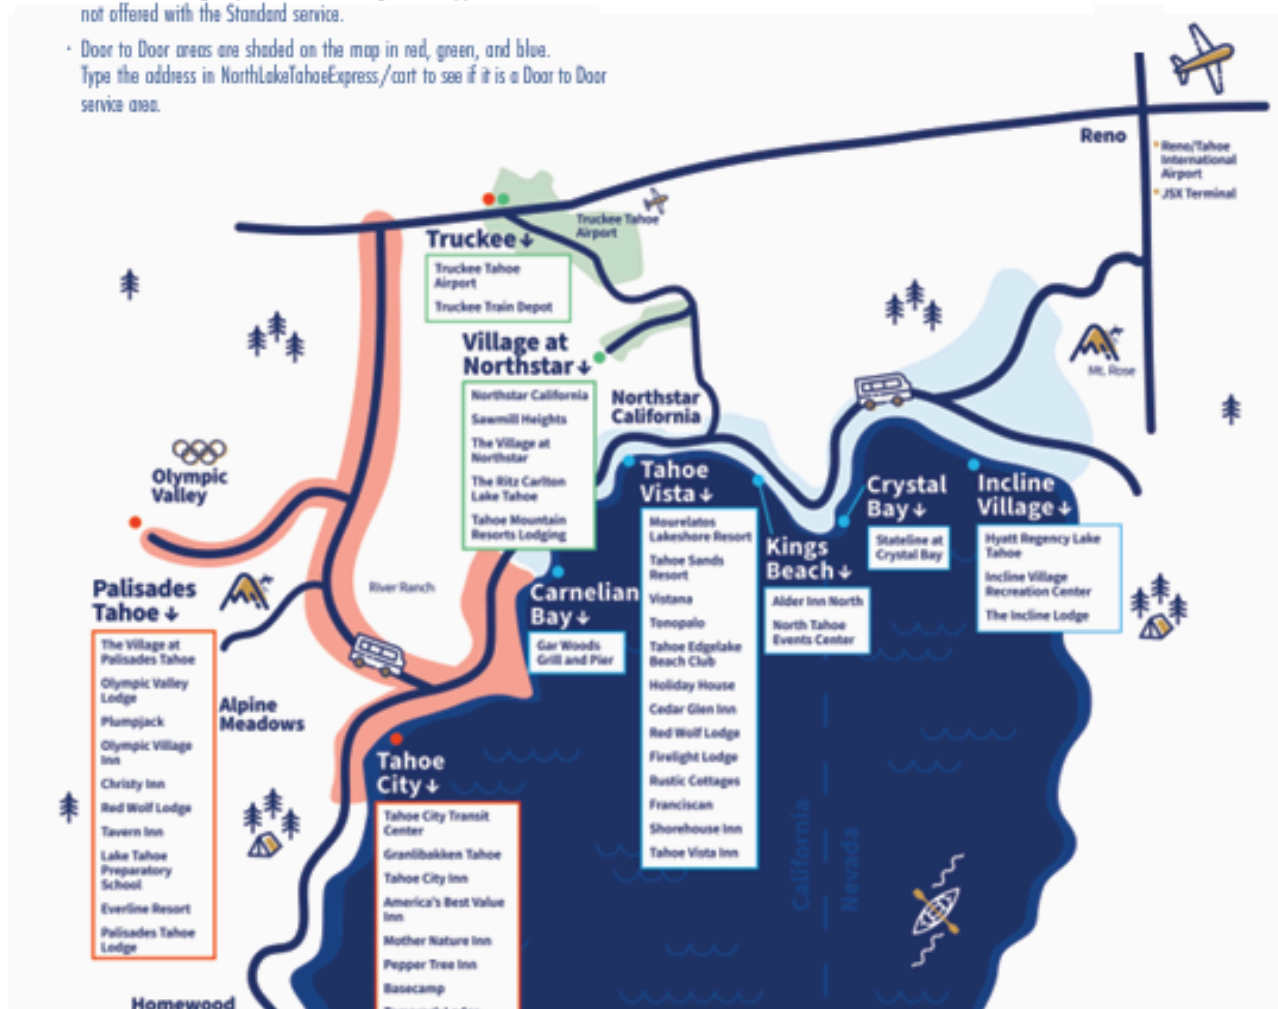 not offered with the Standard service.
· Door to Door areas are shaded on the map in red, green, and blue.
Type the address in NorthLakeTahoeExpress/cart to see if it is a Door to Door
service area.
Reno
Reno/Tahoe
International
Airport
JSX Terminal
Truckee Tahoe
Airport
Truckee ↓
Truckee Tahoe
Airport
Truckee Train Depot
Village at
Northstar ↓
Northstar California
Sawmill Heights
The Village at
Northstar
The Ritz Carlton
Lake Tahoe
Tahoe Mountain
Resorts Lodging
Northstar
California
Mt. Rose
Olympic
Valley
Palisades
Tahoe ↓
The Village at
Palisades Tahoe
Olympic Valley
Lodge
Plumpjack
Olympic Village
Inn
Christy Inn
Red Wolf Lodge
Tavern Inn
Lake Tahoe
Preparatory
School
Everline Resort
Palisades Tahoe
Lodge
River Ranch
Alpine
Meadows
Carnelian
Bay ↓
Gar Woods
Grill and Pier
Tahoe
Vista ↓
Mourelatos
Lakeshore Resort
Tahoe Sands
Resort
Vistana
Tonopalo
Tahoe Edgelake
Beach Club
Holiday House
Cedar Glen Inn
Red Wolf Lodge
Firelight Lodge
Rustic Cottages
Franciscan
Shorehouse Inn
Tahoe Vista Inn
Kings
Beach ↓
Alder Inn North
North Tahoe
Events Center
Crystal
Bay ↓
Stateline at
Crystal Bay
Incline
Village ↓
Hyatt Regency Lake
Tahoe
Incline Village
Recreation Center
The Incline Lodge
Tahoe
City ↓
Tahoe City Transit
Center
Granlibakken Tahoe
Tahoe City Inn
America's Best Value
Inn
Mother Nature Inn
Pepper Tree Inn
Basecamp
California
Nevada
Homewood